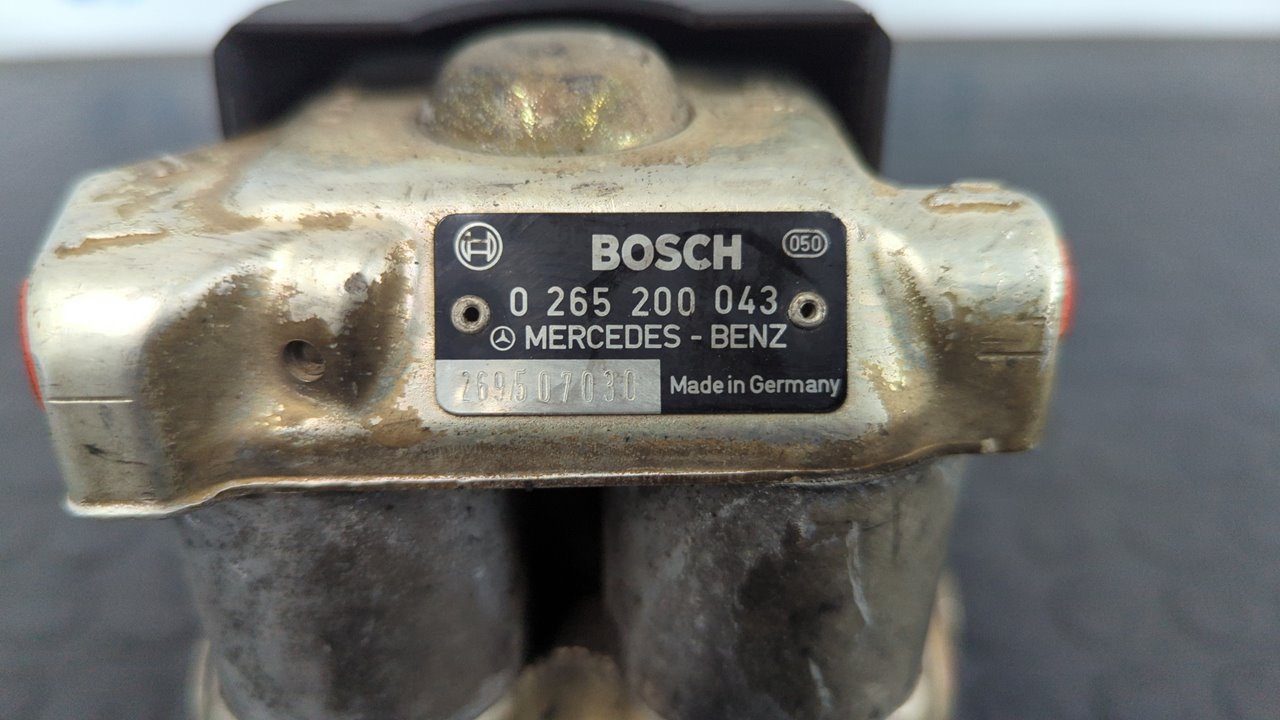 BOSCH 050
0 265 200 043
MERCEDES - BENZ
269507030 Made in Germany